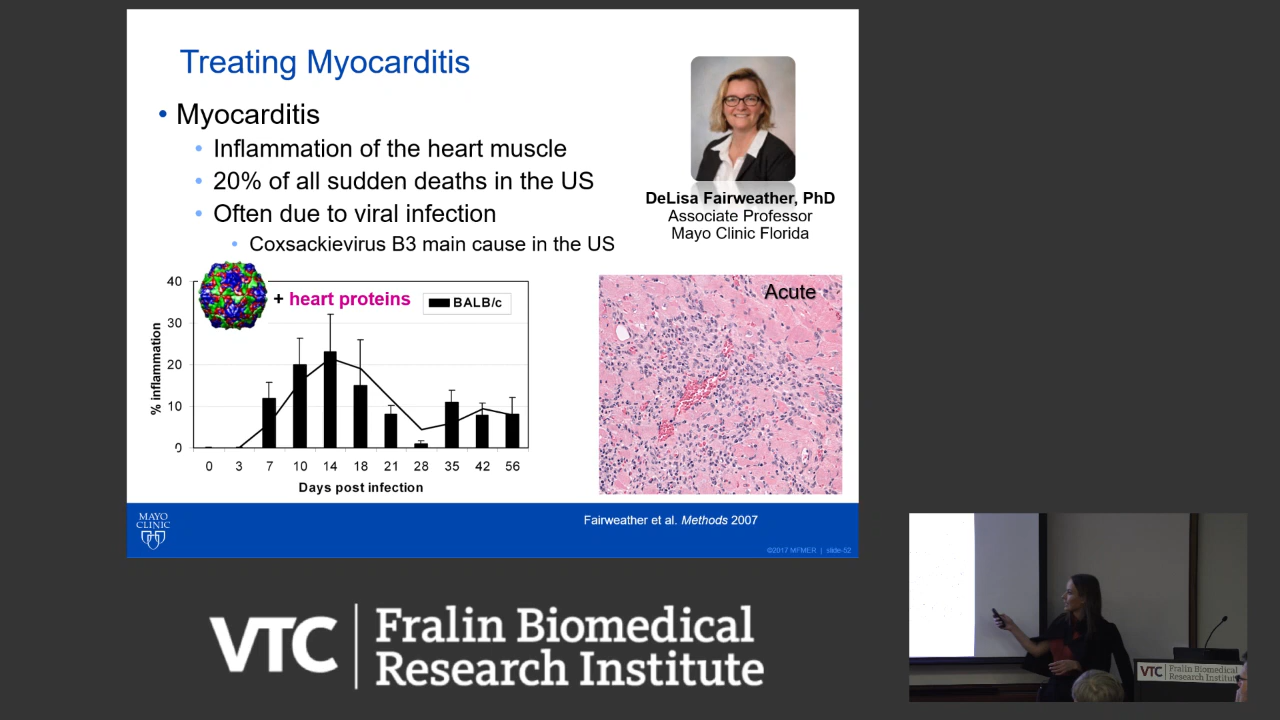 Treating Myocarditis
• Myocarditis
• Inflammation of the heart muscle
• 20% of all sudden deaths in the US
• Often due to viral infection
• Coxsackievirus B3 main cause in the US
DeLisa Fairweather, PhD
Associate Professor
Mayo Clinic Florida
+ heart proteins
BALB/c
% inflammation
40
30
20
10
0
0 3 7 10 14 18 21 28 35 42 56
Days post infection
Acute
MAYO
CLINIC
Fairweather et al. Methods 2007
©2017 MFMER | slide-52
VTC
Fralin Biomedical
Research Institute
VTC
Fralin Biomedical
Research Institute